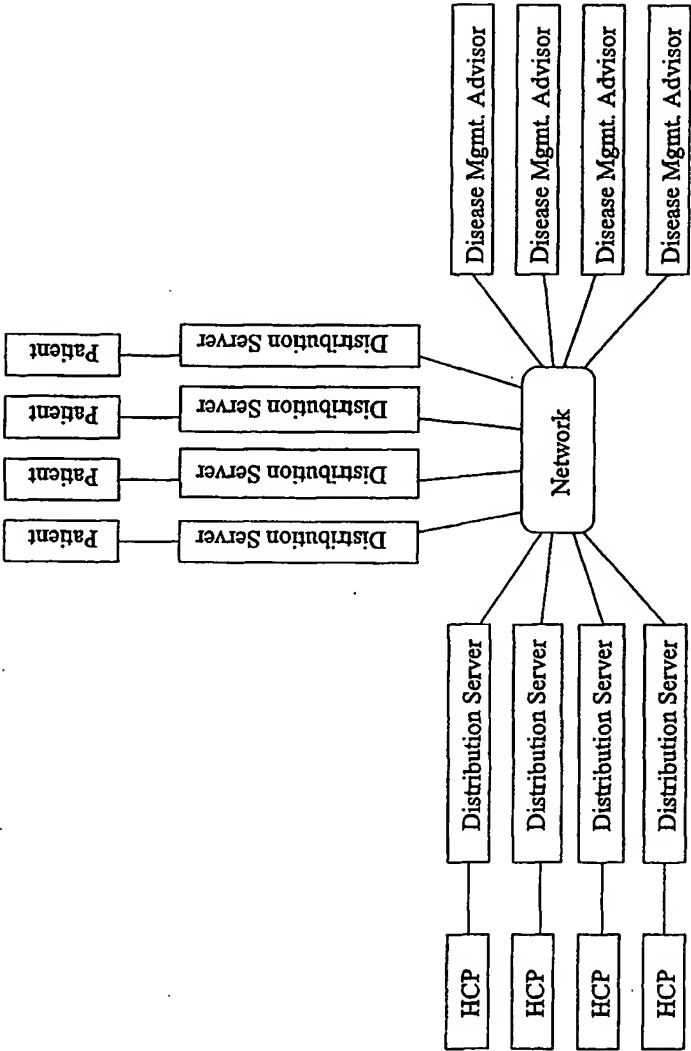 Patient
Patient
Patient
Patient
Distribution Server
Distribution Server
Distribution Server
Distribution Server
Disease Mgmt. Advisor
Disease Mgmt. Advisor
Disease Mgmt. Advisor
Disease Mgmt. Advisor
Network
Distribution Server
Distribution Server
Distribution Server
Distribution Server
HCP
HCP
HCP
HCP